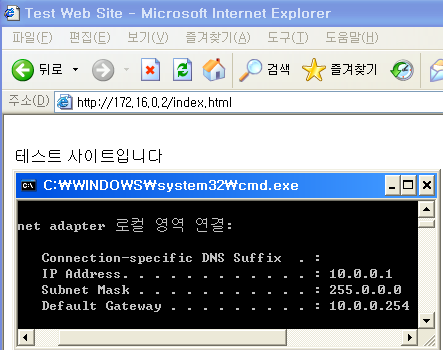 Test Web Site - Microsoft Internet Explorer
파일(F) 편집(E) 보기(V) 즐겨찾기(A) 도구(T) 도움말(H)
뒤로 검색 즐겨찾기
주소(D) http://172.16.0.2/index.html
테스트 사이트입니다
C:₩WINDOWS₩system32₩cmd.exe
net adapter 로컬 영역 연결:
Connection-specific DNS Suffix . :
IP Address. . . . . . . . . . . . : 10.0.0.1
Subnet Mask . . . . . . . . . . . : 255.0.0.0
Default Gateway . . . . . . . . . : 10.0.0.254